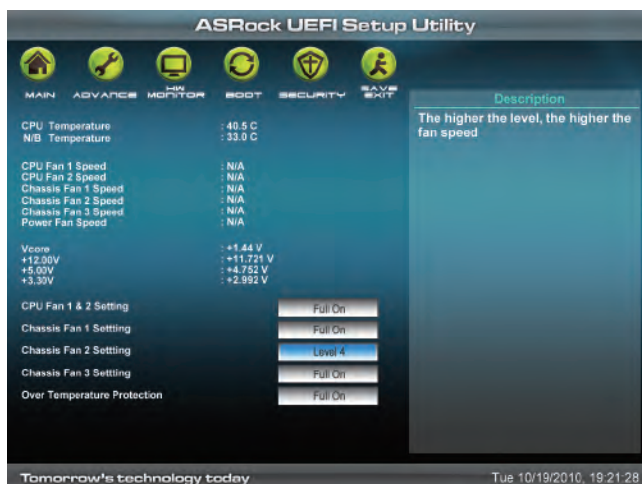 ASRock UEFI Setup Utility
MAIN ADVANCE H/W MONITOR BOOT SECURITY SAVE EXIT
Description
The higher the level, the higher the
fan speed
CPU Temperature : 40.5 C
N/B Temperature : 33.0 C
CPU Fan 1 Speed : N/A
CPU Fan 2 Speed : N/A
Chassis Fan 1 Speed : N/A
Chassis Fan 2 Speed : N/A
Chassis Fan 3 Speed : N/A
Power Fan Speed : N/A
Vcore : +1.44 V
+12.00V : +11.721 V
+5.00V : +4.752 V
+3.30V : +2.992 V
CPU Fan 1 & 2 Setting Full On
Chassis Fan 1 Settting Full On
Chassis Fan 2 Settting Level 4
Chassis Fan 3 Settting Full On
Over Temperature Protection Full On
Tomorrow's technology today Tue 10/19/2010, 19:21:28